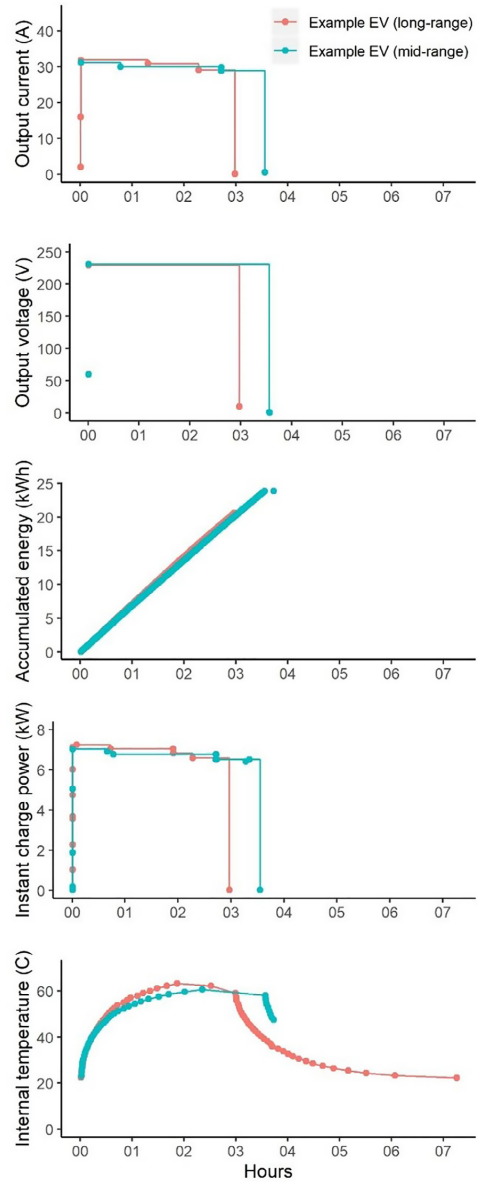 Output current (A)
40
30
20
10
0
Example EV (long-range)
Example EV (mid-range)
00 01 02 03 04 05 06 07
Output voltage (V)
250
200
150
100
50
0
00 01 02 03 04 05 06 07
Accumulated energy (kWh)
25
20
15
10
5
0
00 01 02 03 04 05 06 07
Instant charge power (kW)
8
6
4
2
0
00 01 02 03 04 05 06 07
Internal temperature (C)
60
40
20
0
00 01 02 03 04 05 06 07
Hours